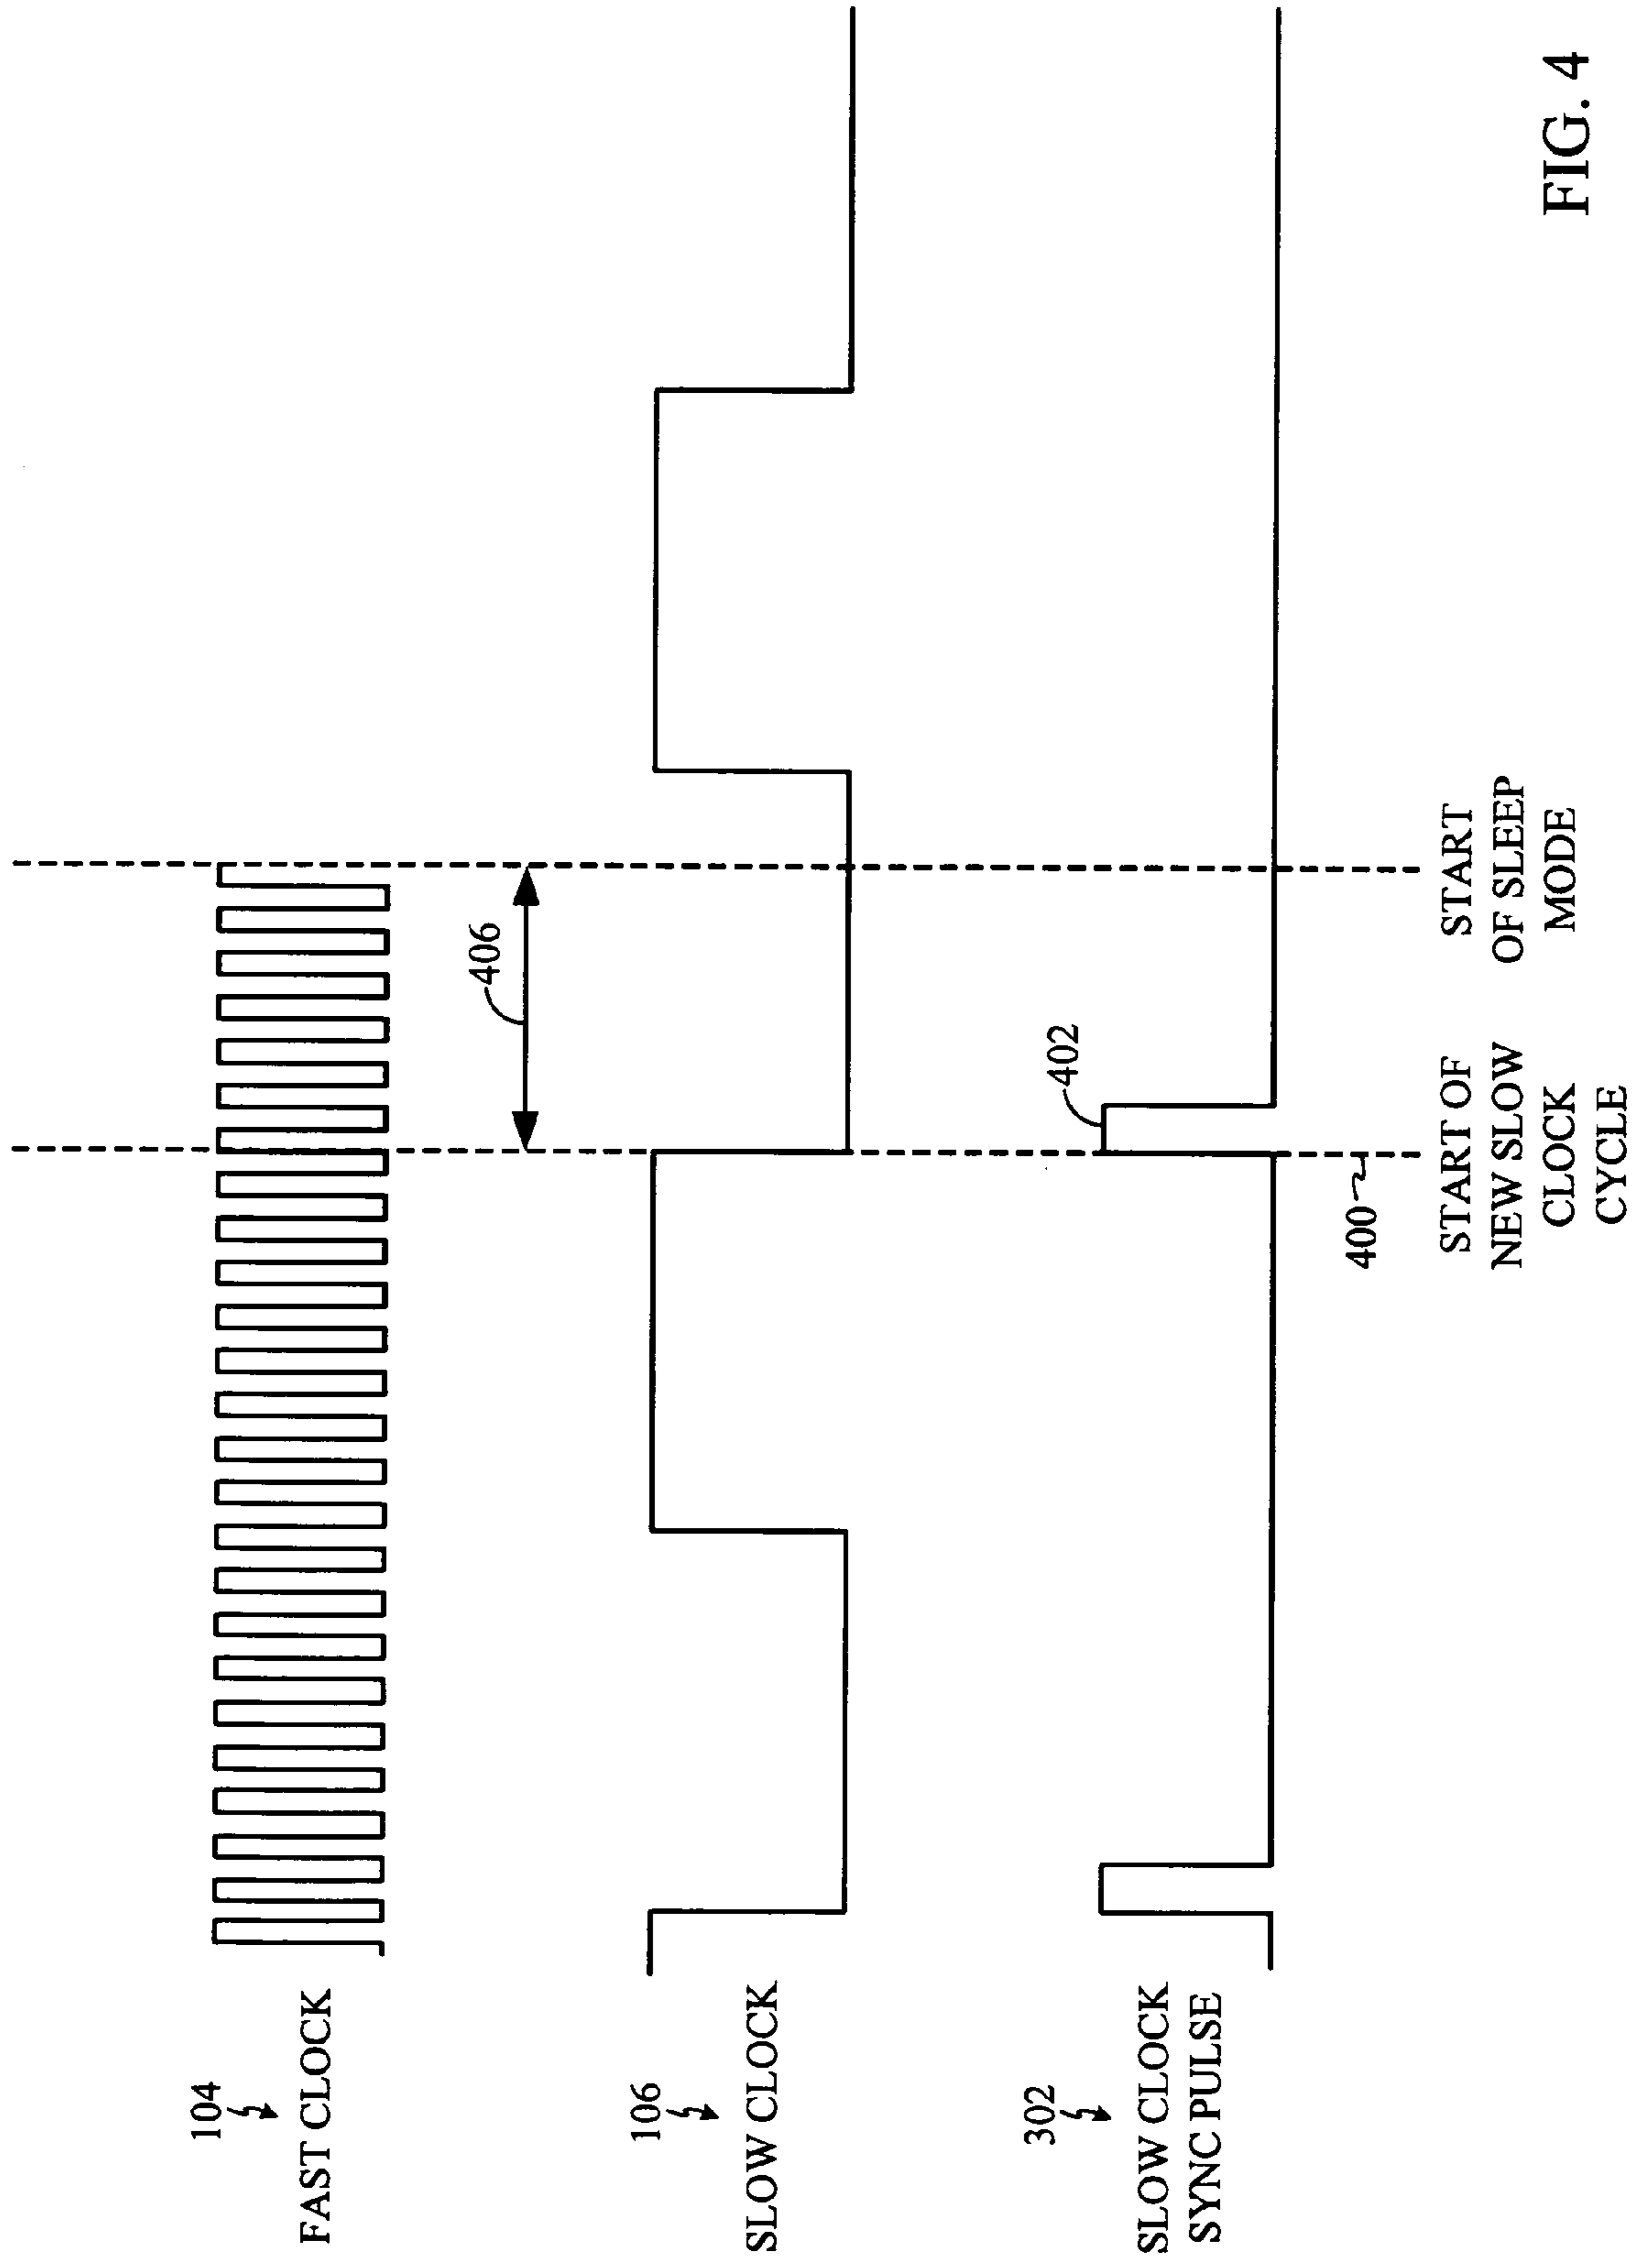 104
FAST CLOCK
406
106
SLOW CLOCK
402
302
SLOW CLOCK
SYNC PULSE
400
START OF
NEW SLOW
CLOCK
CYCLE
START
OF SLEEP
MODE
FIG. 4